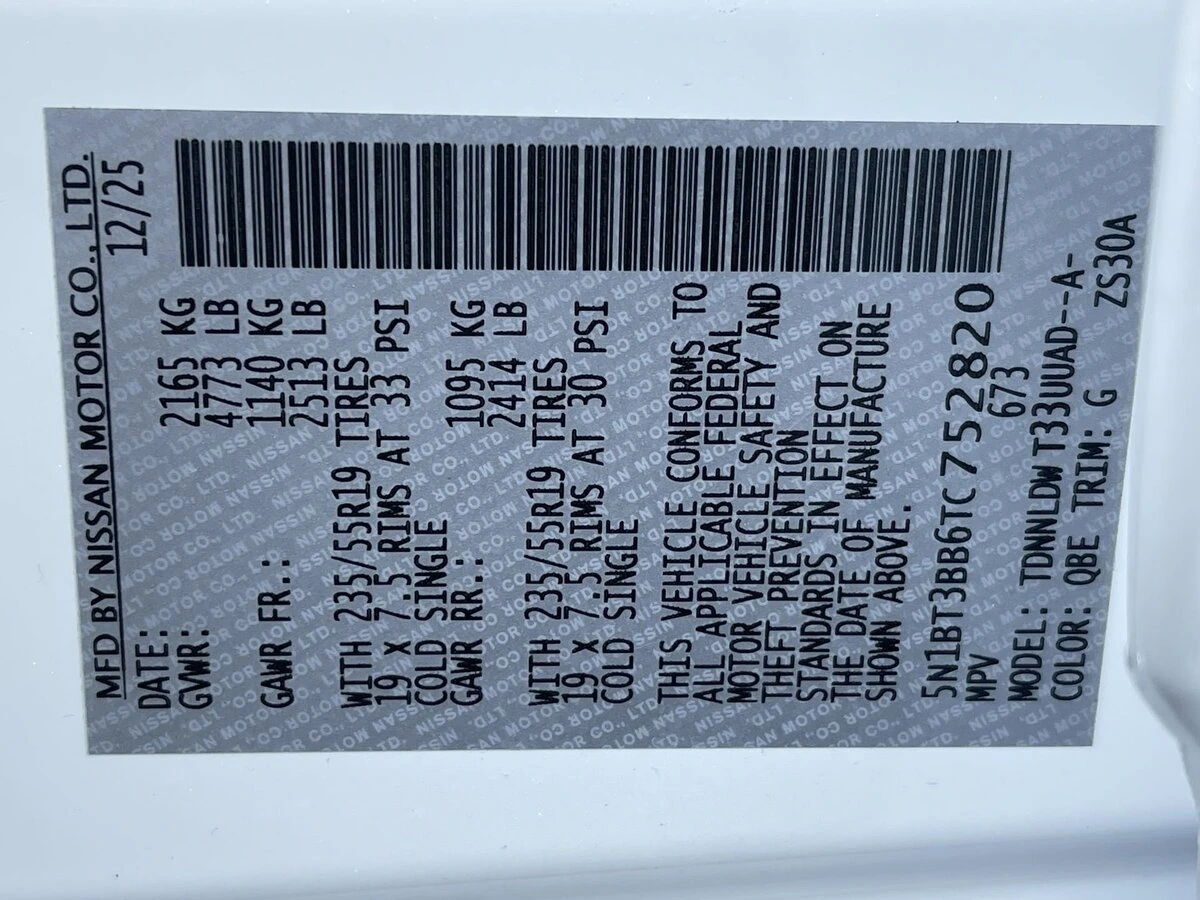 MFD BY NISSAN MOTOR CO., LTD.
DATE: 12/25
GVWR: 2165 KG
4773 LB
GAWR FR.: 1140 KG
2513 LB
WITH 235/55R19 TIRES
19 x 7.5 RIMS AT 33 PSI
COLD SINGLE
GAWR RR.: 1095 KG
2414 LB
WITH 235/55R19 TIRES
19 x 7.5 RIMS AT 30 PSI
COLD SINGLE
THIS VEHICLE CONFORMS TO
ALL APPLICABLE FEDERAL
MOTOR VEHICLE SAFETY AND
THEFT PREVENTION
STANDARDS IN EFFECT ON
THE DATE OF MANUFACTURE
SHOWN ABOVE.
5N1BT3BB6TC752820
MPV 673
MODEL: TDNNLDW T33UUAD--A-
COLOR: QBE TRIM: G ZS30A